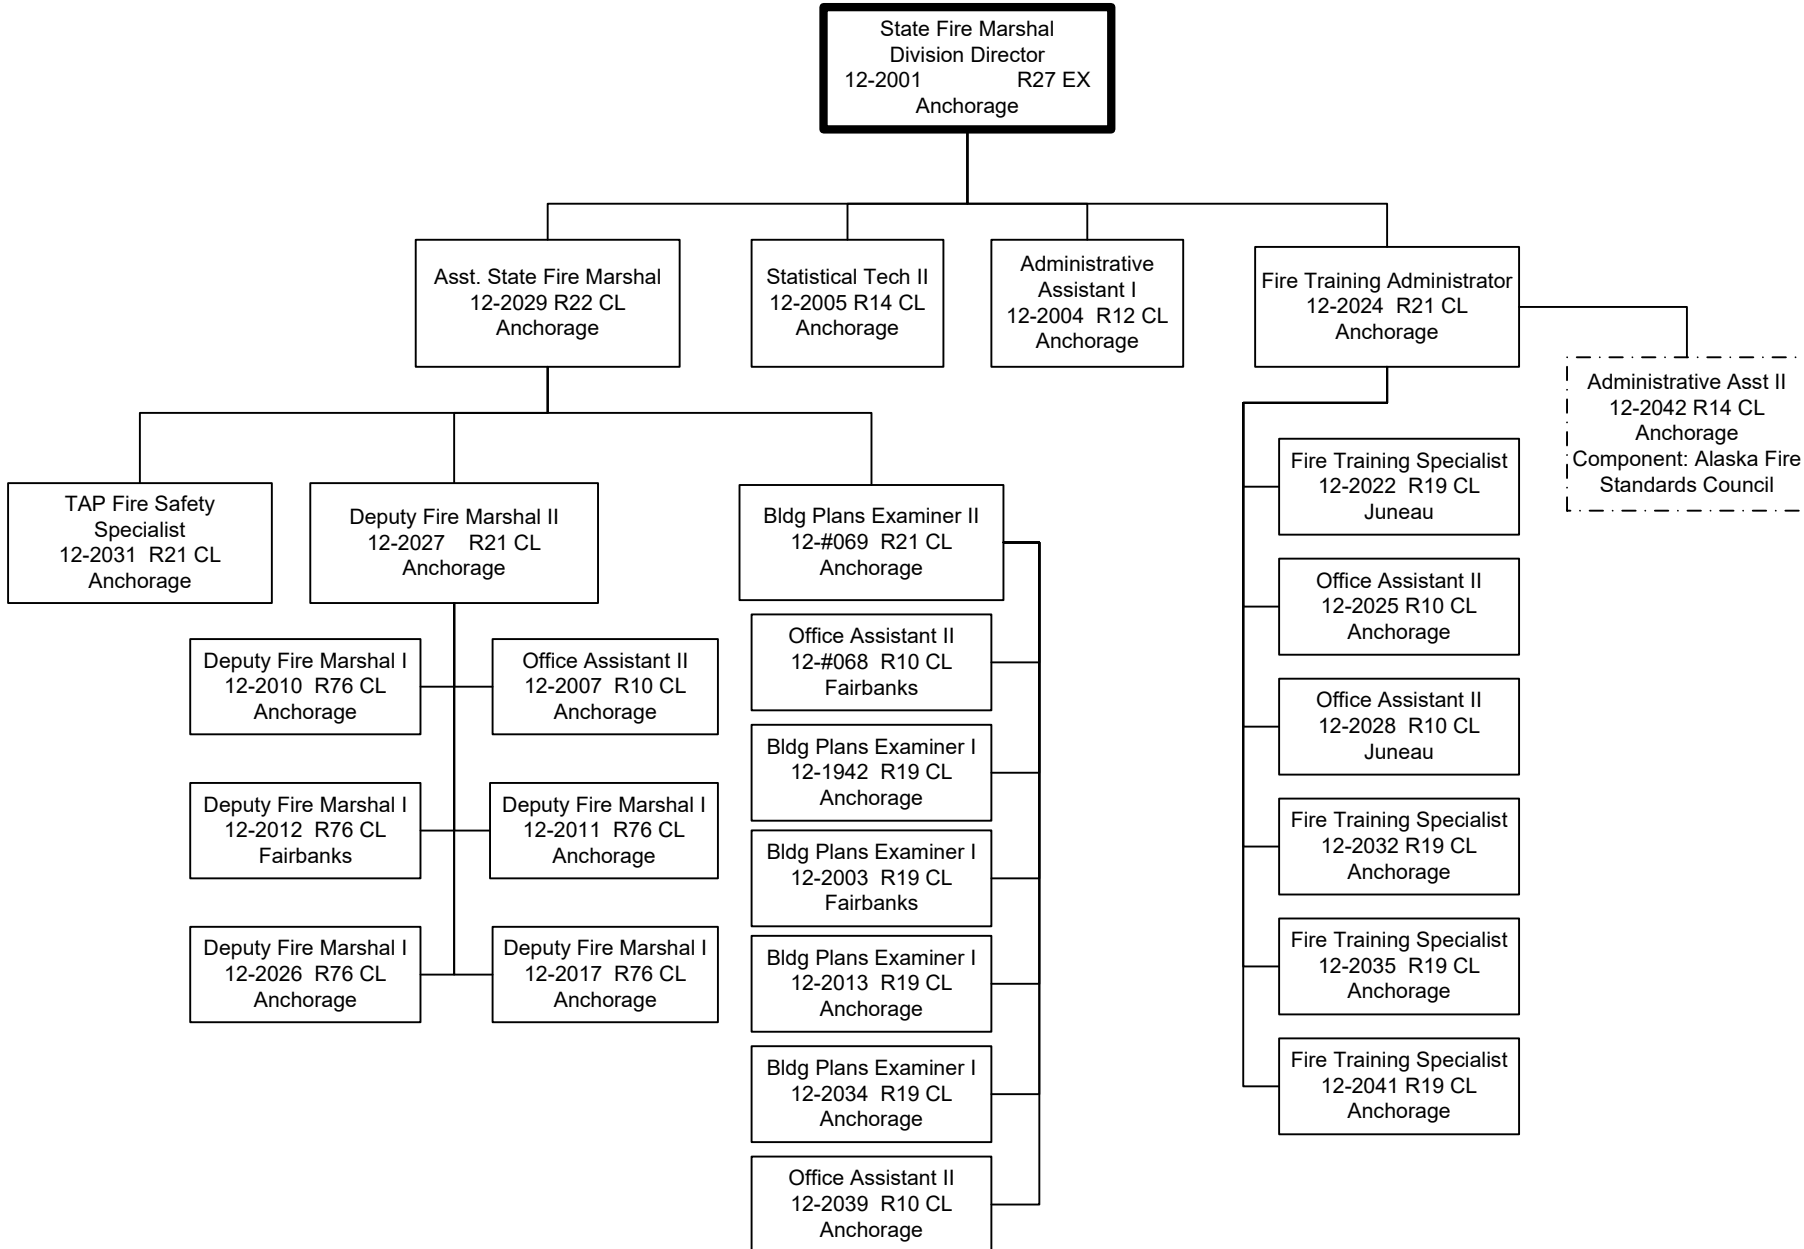 State Fire Marshal
Division Director
12-2001 R27 EX
Anchorage
Asst. State Fire Marshal
12-2029 R22 CL
Anchorage
Statistical Tech II
12-2005 R14 CL
Anchorage
Administrative
Assistant I
12-2004 R12 CL
Anchorage
Fire Training Administrator
12-2024 R21 CL
Anchorage
Administrative Asst II
12-2042 R14 CL
Anchorage
Component: Alaska Fire
Standards Council
TAP Fire Safety
Specialist
12-2031 R21 CL
Anchorage
Deputy Fire Marshal II
12-2027 R21 CL
Anchorage
Bldg Plans Examiner II
12-#069 R21 CL
Anchorage
Deputy Fire Marshal I
12-2010 R76 CL
Anchorage
Office Assistant II
12-2007 R10 CL
Anchorage
Deputy Fire Marshal I
12-2012 R76 CL
Fairbanks
Deputy Fire Marshal I
12-2011 R76 CL
Anchorage
Deputy Fire Marshal I
12-2026 R76 CL
Anchorage
Deputy Fire Marshal I
12-2017 R76 CL
Anchorage
Office Assistant II
12-#068 R10 CL
Fairbanks
Bldg Plans Examiner I
12-1942 R19 CL
Anchorage
Bldg Plans Examiner I
12-2003 R19 CL
Fairbanks
Bldg Plans Examiner I
12-2013 R19 CL
Anchorage
Bldg Plans Examiner I
12-2034 R19 CL
Anchorage
Office Assistant II
12-2039 R10 CL
Anchorage
Fire Training Specialist
12-2022 R19 CL
Juneau
Office Assistant II
12-2025 R10 CL
Anchorage
Office Assistant II
12-2028 R10 CL
Juneau
Fire Training Specialist
12-2032 R19 CL
Anchorage
Fire Training Specialist
12-2035 R19 CL
Anchorage
Fire Training Specialist
12-2041 R19 CL
Anchorage